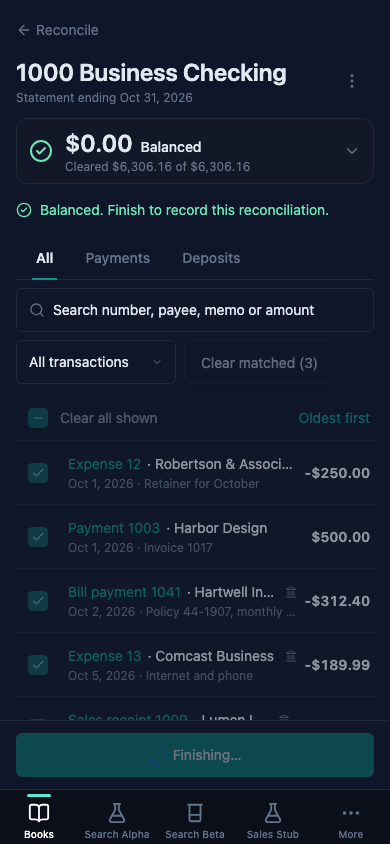 Reconcile
1000 Business Checking
Statement ending Oct 31, 2026
$0.00 Balanced
Cleared $6,306.16 of $6,306.16
Balanced. Finish to record this reconciliation.
All Payments Deposits
Search number, payee, memo or amount
All transactions Clear matched (3)
Clear all shown Oldest first
Expense 12 · Robertson & Associ... -$250.00
Oct 1, 2026 · Retainer for October
Payment 1003 · Harbor Design $500.00
Oct 1, 2026 · Invoice 1017
Bill payment 1041 · Hartwell In... -$312.40
Oct 2, 2026 · Policy 44-1907, monthly ...
Expense 13 · Comcast Business -$189.99
Oct 5, 2026 · Internet and phone
Sales receipt 1009 ·
Finishing...
Books Search Alpha Search Beta Sales Stub More